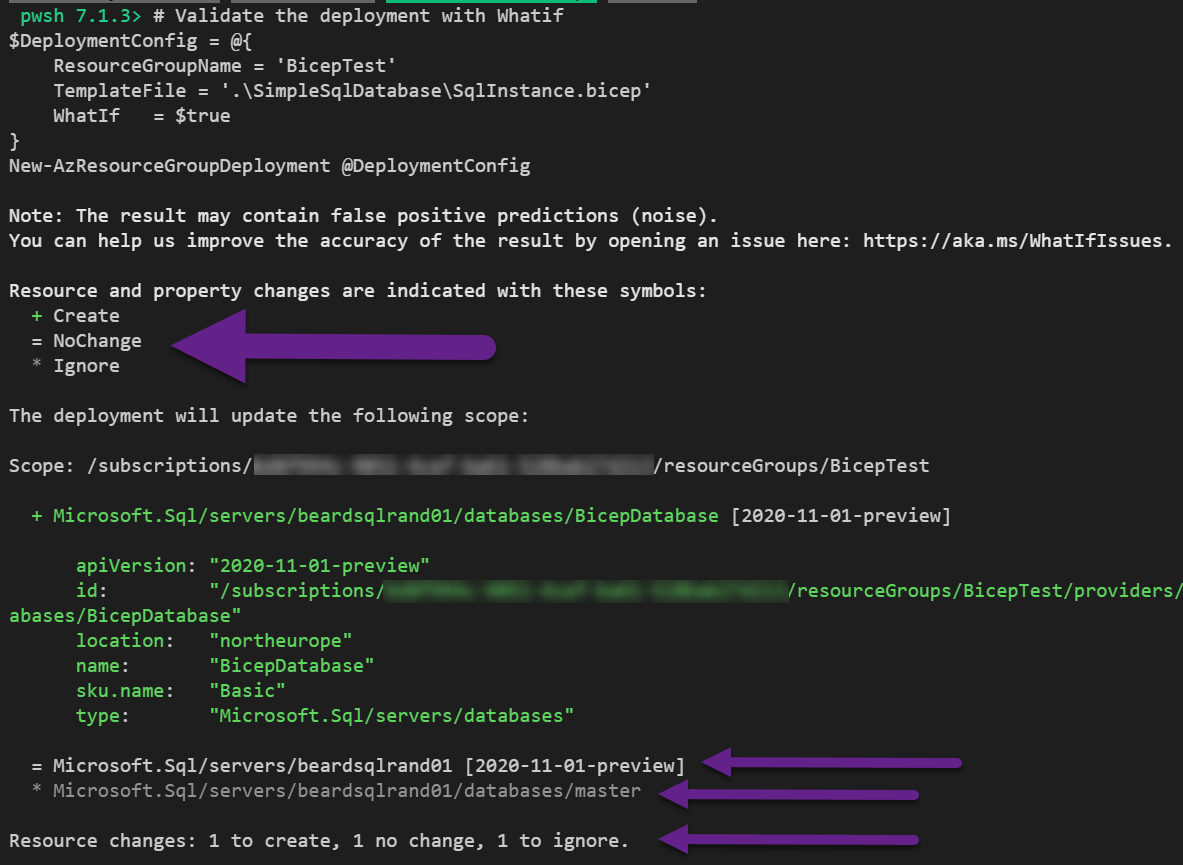 pwsh 7.1.3> # Validate the deployment with Whatif
$DeploymentConfig = @{
    ResourceGroupName = 'BicepTest'
    TemplateFile = '.\SimpleSqlDatabase\SqlInstance.bicep'
    WhatIf   = $true
}
New-AzResourceGroupDeployment @DeploymentConfig
Note: The result may contain false positive predictions (noise).
You can help us improve the accuracy of the result by opening an issue here: https://aka.ms/WhatIfIssues.
Resource and property changes are indicated with these symbols:
  + Create
  = NoChange
  * Ignore
The deployment will update the following scope:
Scope: /subscriptions/ /resourceGroups/BicepTest
  + Microsoft.Sql/servers/beardsqlrand01/databases/BicepDatabase [2020-11-01-preview]
      apiVersion: "2020-11-01-preview"
      id:         "/subscriptions/ /resourceGroups/BicepTest/providers/
abases/BicepDatabase"
      location:   "northeurope"
      name:       "BicepDatabase"
      sku.name:   "Basic"
      type:       "Microsoft.Sql/servers/databases"
  = Microsoft.Sql/servers/beardsqlrand01 [2020-11-01-preview]
  * Microsoft.Sql/servers/beardsqlrand01/databases/master
Resource changes: 1 to create, 1 no change, 1 to ignore.